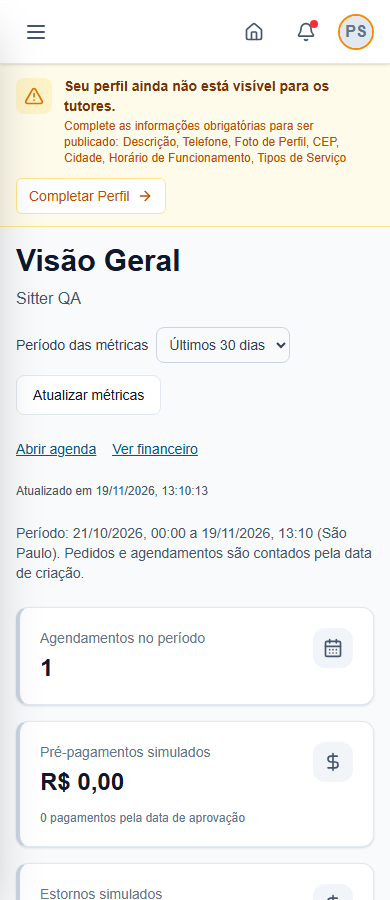 PS
Seu perfil ainda não está visível para os
tutores.
Complete as informações obrigatórias para ser
publicado: Descrição, Telefone, Foto de Perfil, CEP,
Cidade, Horário de Funcionamento, Tipos de Serviço
Completar Perfil
Visão Geral
Sitter QA
Período das métricas
Últimos 30 dias
Atualizar métricas
Abrir agenda
Ver financeiro
Atualizado em 19/11/2026, 13:10:13
Período: 21/10/2026, 00:00 a 19/11/2026, 13:10 (São
Paulo). Pedidos e agendamentos são contados pela data
de criação.
Agendamentos no período
1
Pré-pagamentos simulados
R$ 0,00
0 pagamentos pela data de aprovação
Estornos simulados